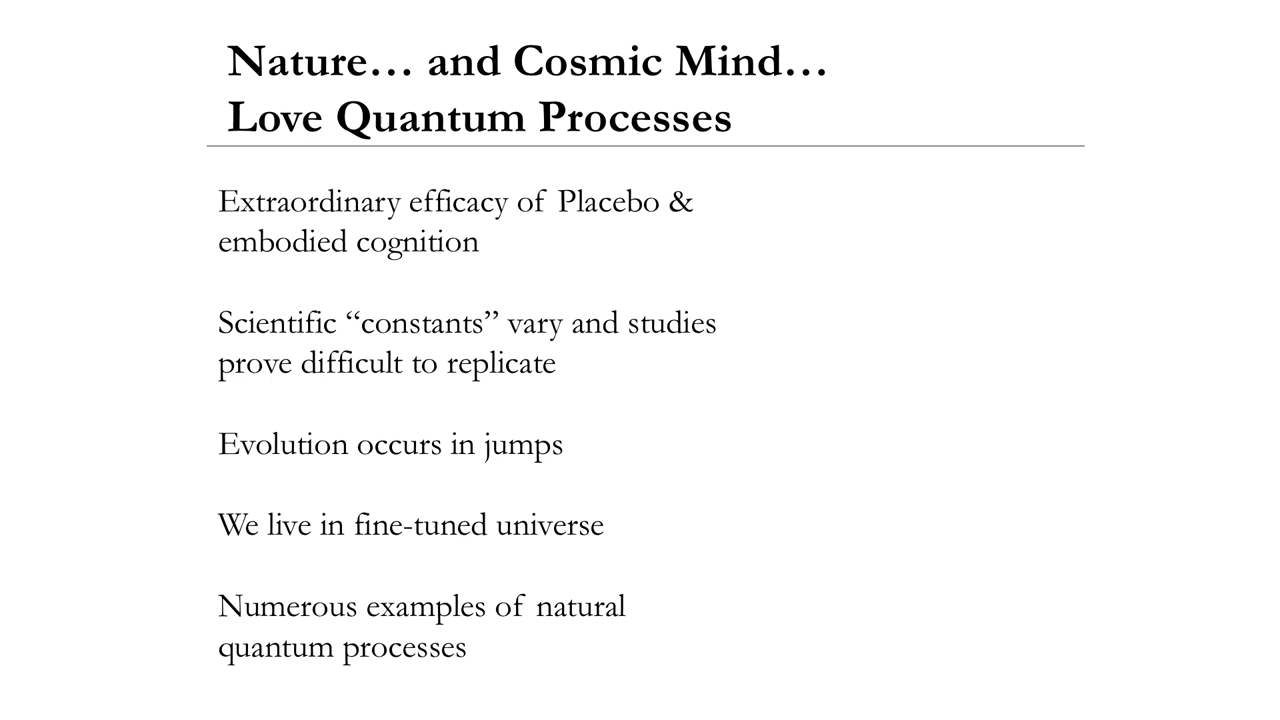 Nature… and Cosmic Mind…
Love Quantum Processes
Extraordinary efficacy of Placebo &
embodied cognition
Scientific “constants” vary and studies
prove difficult to replicate
Evolution occurs in jumps
We live in fine-tuned universe
Numerous examples of natural
quantum processes